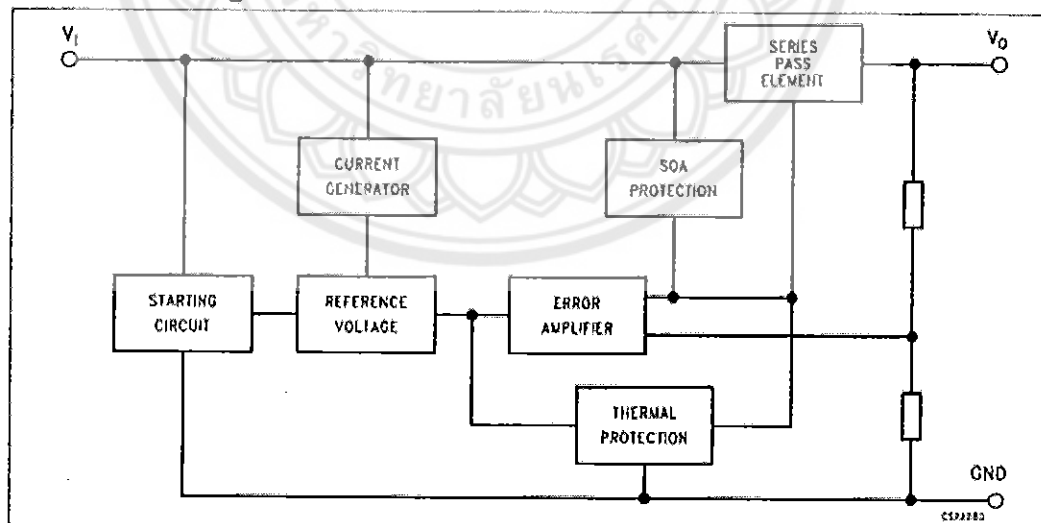 V_I
SERIES
PASS
ELEMENT
V_O
CURRENT
GENERATOR
SOA
PROTECTION
STARTING
CIRCUIT
REFERENCE
VOLTAGE
ERROR
AMPLIFIER
THERMAL
PROTECTION
GND